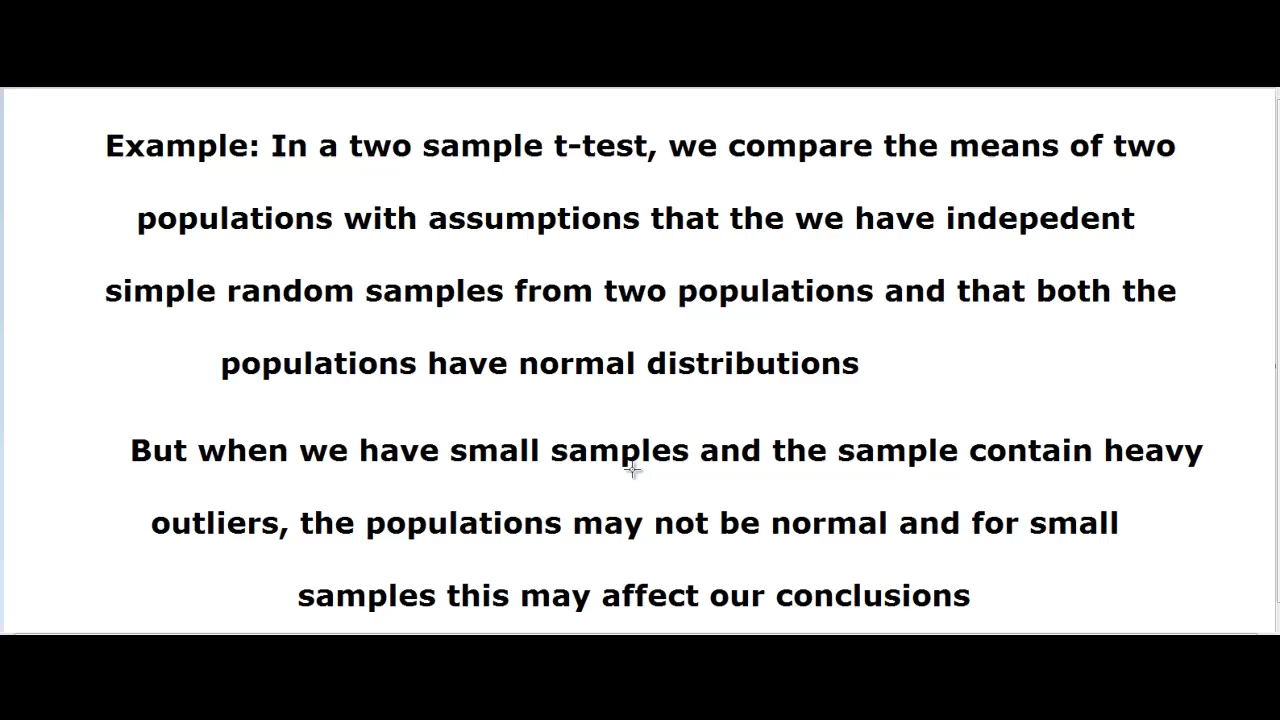 Example: In a two sample t-test, we compare the means of two
populations with assumptions that the we have indepedent
simple random samples from two populations and that both the
populations have normal distributions
But when we have small samples and the sample contain heavy
outliers, the populations may not be normal and for small
samples this may affect our conclusions